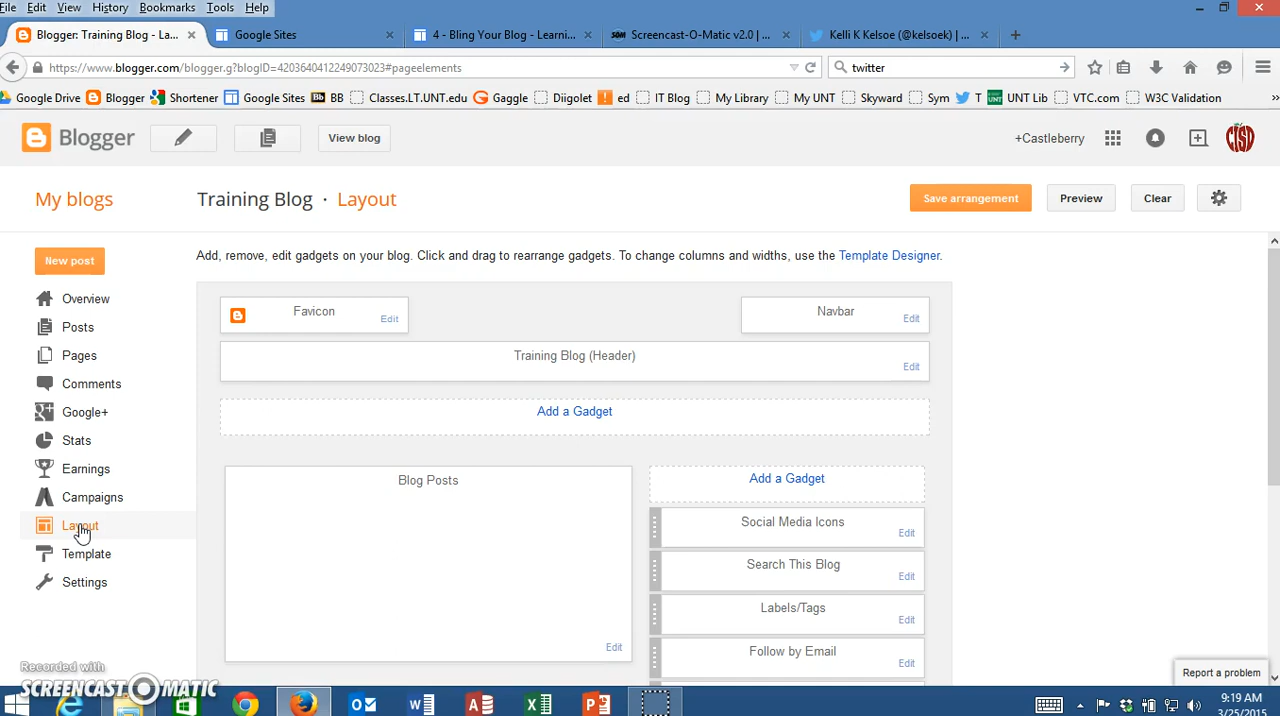 File Edit View History Bookmarks Tools Help
Blogger: Training Blog - La... × Google Sites × 4 - Bling Your Blog - Learnin... × SOM Screencast-O-Matic v2.0 | ... × Kelli K Kelsoe (@kelsoek) | ... × +
https://www.blogger.com/blogger.g?blogID=4203640412249073023#pageelements twitter
Google Drive Blogger Shortener Google Sites Bb BB Classes.LT.UNT.edu Gaggle Diigolet ! ed IT Blog My Library My UNT Skyward Sym T UNT UNT Lib VTC.com W3C Validation »
Blogger View blog +Castleberry CISD
My blogs Training Blog · Layout Save arrangement Preview Clear
New post
Add, remove, edit gadgets on your blog. Click and drag to rearrange gadgets. To change columns and widths, use the Template Designer.
Overview
Posts
Pages
Comments
Google+
Stats
Earnings
Campaigns
Layout
Template
Settings
Favicon Edit
Navbar Edit
Training Blog (Header)
Edit
Add a Gadget
Blog Posts
Edit
Add a Gadget
Social Media Icons
Edit
Search This Blog
Edit
Labels/Tags
Edit
Follow by Email
Edit
Report a problem
Recorded with
SCREENCAST-O-MATIC
9:19 AM
3/25/2015